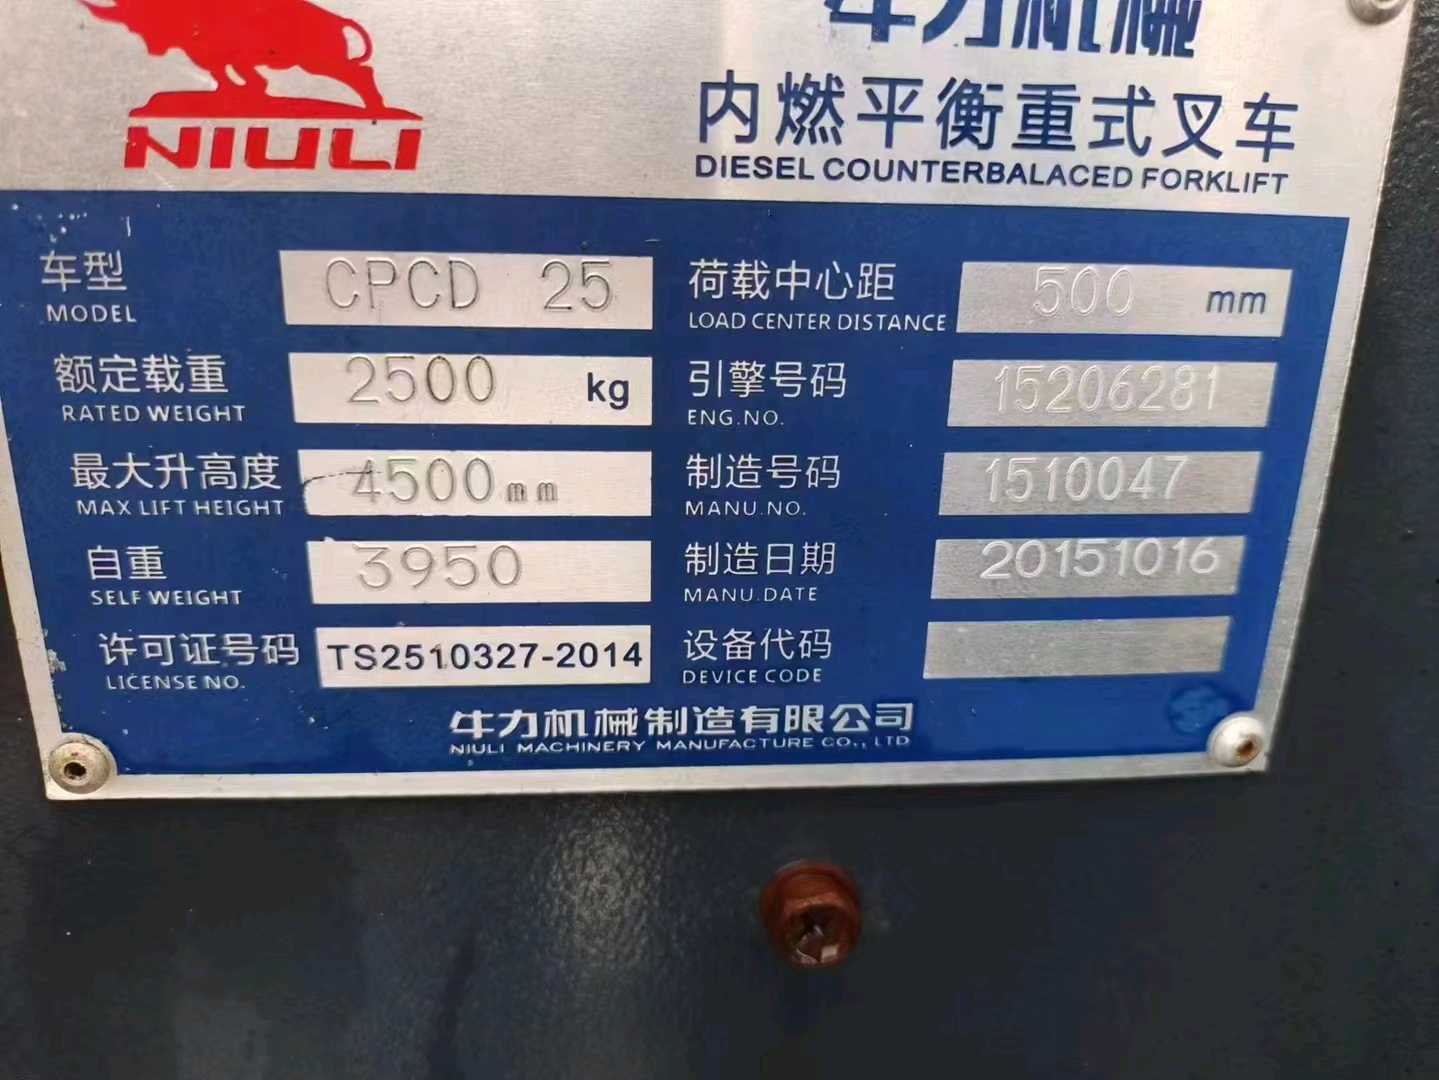 NIULI
牛力机械
内燃平衡重式叉车
DIESEL COUNTERBALACED FORKLIFT
车型 CPCD 25
MODEL
额定载重 2500 kg
RATED WEIGHT
最大升高度 4500mm
MAX LIFT HEIGHT
自重 3950
SELF WEIGHT
许可证号码 TS2510327-2014
LICENSE NO.
荷载中心距 500 mm
LOAD CENTER DISTANCE
引擎号码 15206281
ENG.NO.
制造号码 1510047
MANU.NO.
制造日期 20151016
MANU.DATE
设备代码
DEVICE CODE
牛力机械制造有限公司
NIULI MACHINERY MANUFACTURE CO., LTD